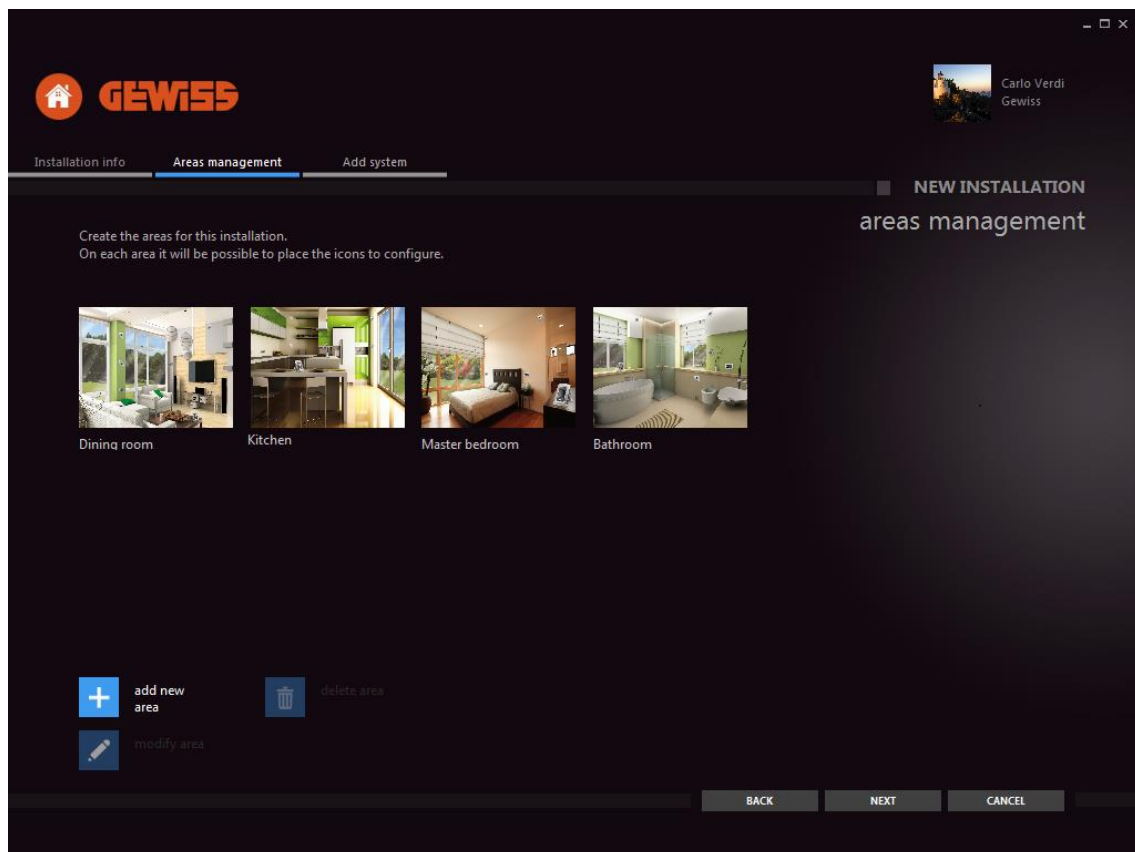 GEWISS
Carlo Verdi
Gewiss
Installation info
Areas management
Add system
NEW INSTALLATION
areas management
Create the areas for this installation.
On each area it will be possible to place the icons to configure.
Dining room
Kitchen
Master bedroom
Bathroom
add new
area
delete area
modify area
BACK
NEXT
CANCEL